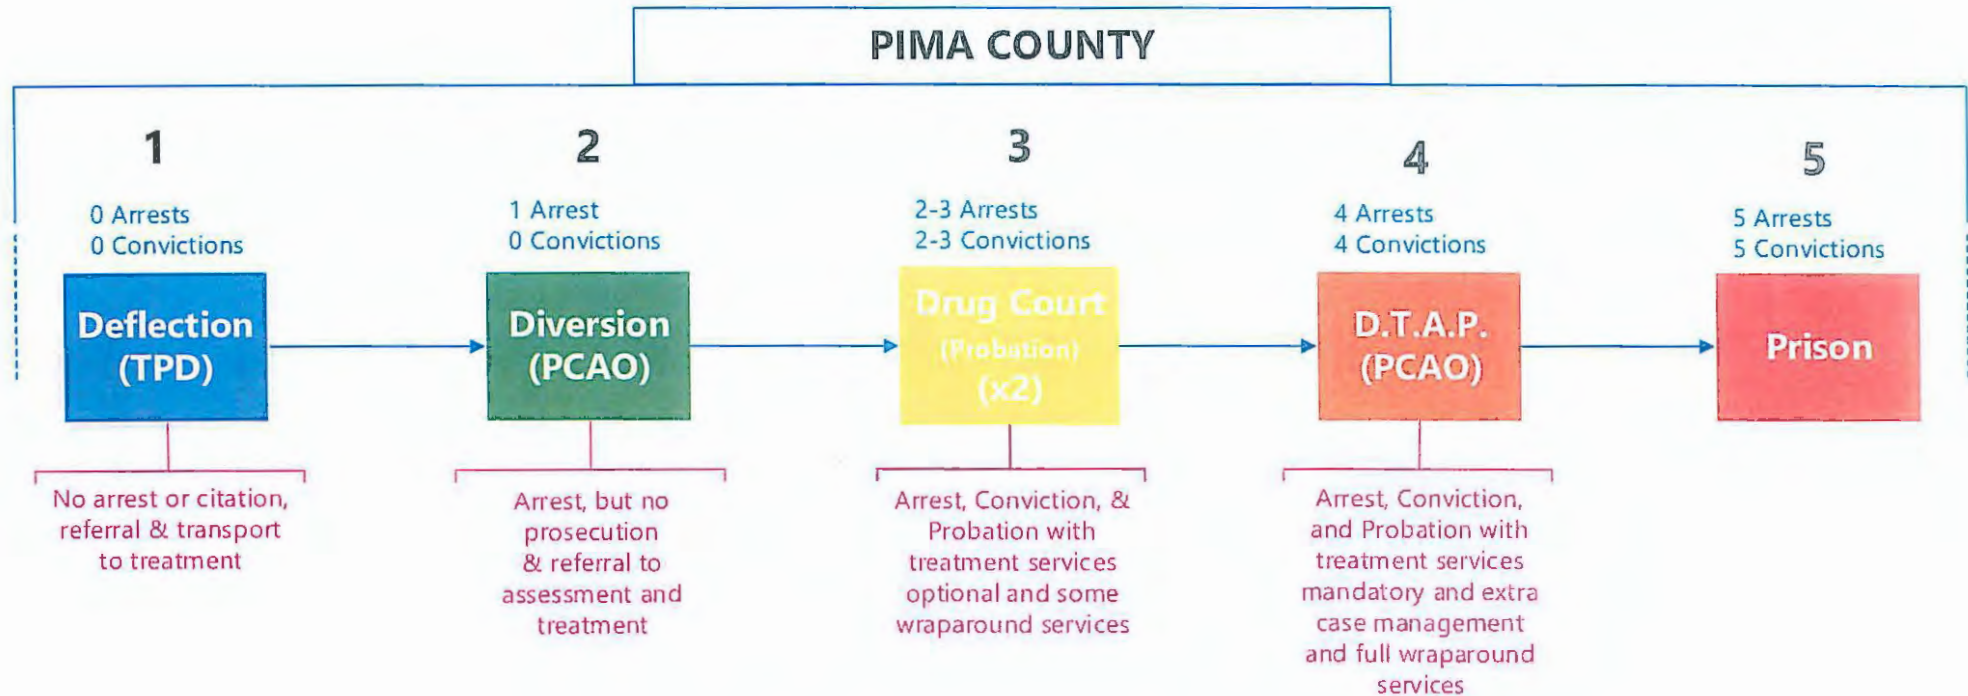 PIMA COUNTY
1
0 Arrests
0 Convictions
Deflection
(TPD)
No arrest or citation,
referral & transport
to treatment
2
1 Arrest
0 Convictions
Diversion
(PCAO)
Arrest, but no
prosecution
& referral to
assessment and
treatment
3
2-3 Arrests
2-3 Convictions
Drug Court
(Probation)
(x2)
Arrest, Conviction, &
Probation with
treatment services
optional and some
wraparound services
4
4 Arrests
4 Convictions
D.T.A.P.
(PCAO)
Arrest, Conviction,
and Probation with
treatment services
mandatory and extra
case management
and full wraparound
services
5
5 Arrests
5 Convictions
Prison